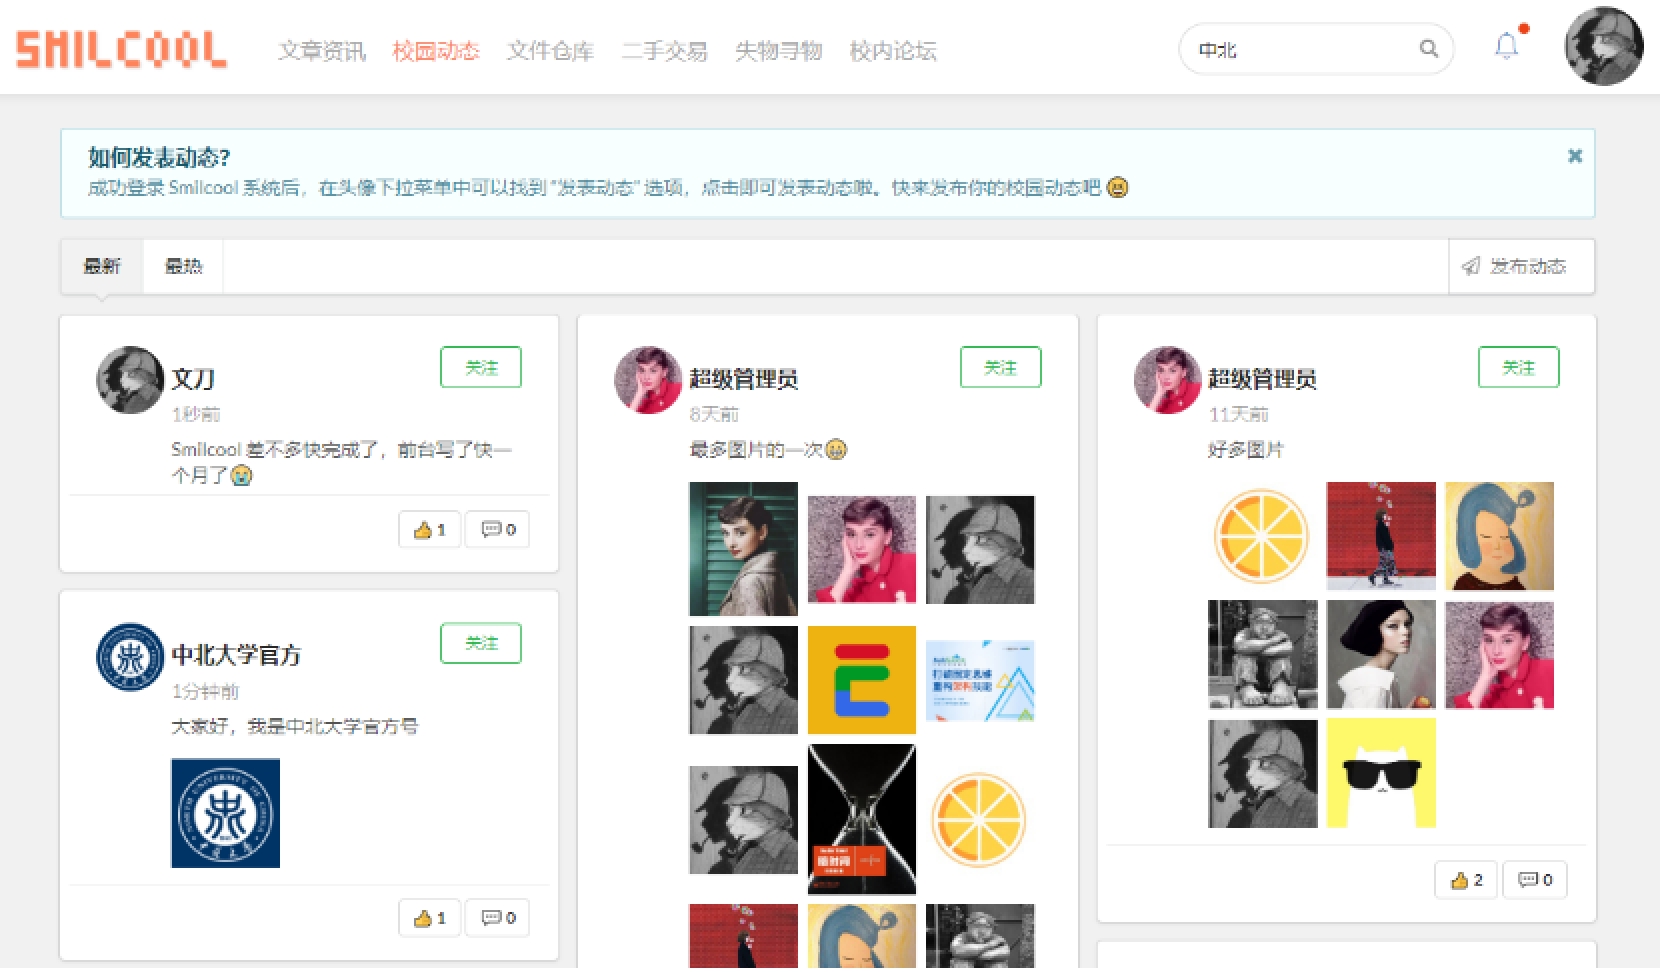 SMILCOOL
文章资讯 校园动态 文件仓库 二手交易 失物寻物 校内论坛
中北
如何发表动态?
成功登录 Smilcool 系统后，在头像下拉菜单中可以找到 “发表动态” 选项，点击即可发表动态啦。快来发布你的校园动态吧
最新 最热 发布动态
文刀
关注
1秒前
Smilcool 差不多快完成了，前台写了快一
个月了
1 0
中北大学官方
关注
1分钟前
大家好，我是中北大学官方号
NORTH UNIVERSITY OF CHINA
中北大学
1 0
超级管理员
关注
8天前
最多图片的一次
超级管理员
关注
11天前
好多图片
2 0